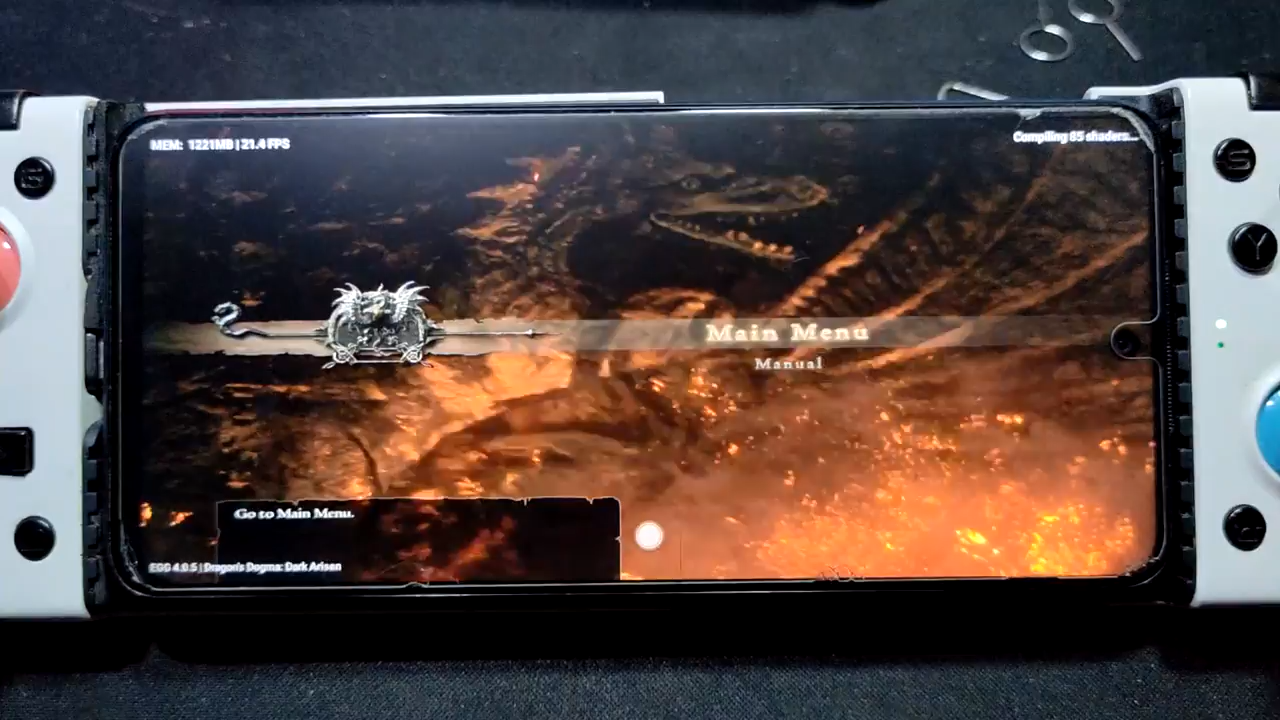 MEM: 1221MB | 21.4 FPS
Compiling 85 shaders...
Main Menu
Manual
Go to Main Menu.
EGG 4.0.5 | Dragon's Dogma: Dark Arisen
S
Y